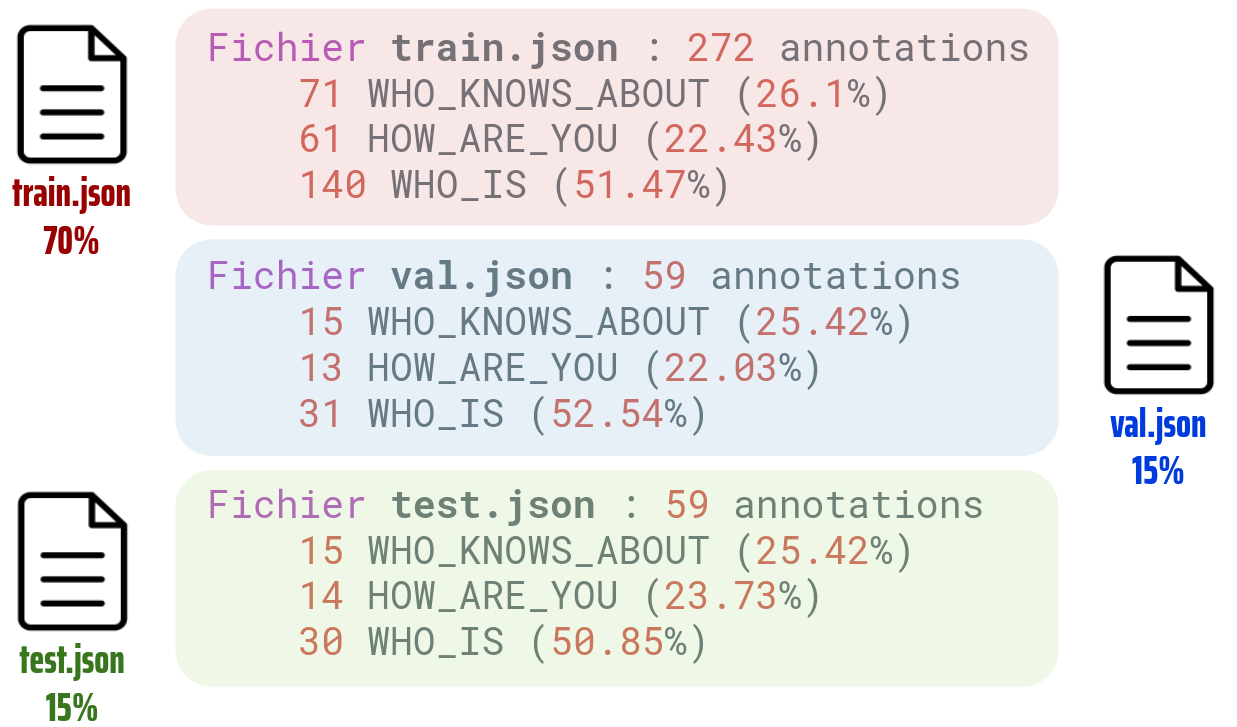 train.json
70%
Fichier train.json : 272 annotations
71 WHO_KNOWS_ABOUT (26.1%)
61 HOW_ARE_YOU (22.43%)
140 WHO_IS (51.47%)
Fichier val.json : 59 annotations
15 WHO_KNOWS_ABOUT (25.42%)
13 HOW_ARE_YOU (22.03%)
31 WHO_IS (52.54%)
val.json
15%
Fichier test.json : 59 annotations
15 WHO_KNOWS_ABOUT (25.42%)
14 HOW_ARE_YOU (23.73%)
30 WHO_IS (50.85%)
test.json
15%